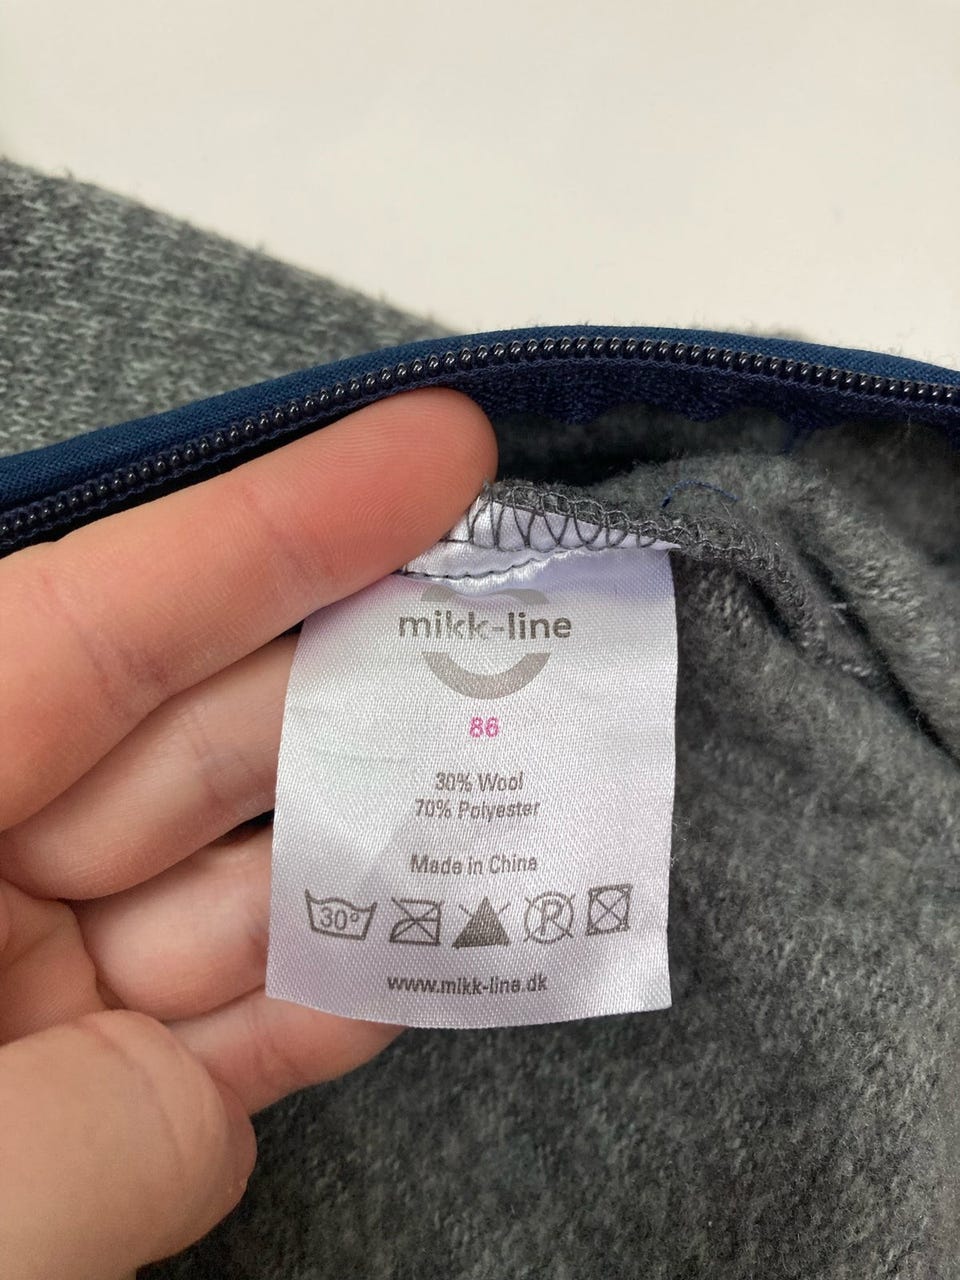 mikk-line
86
30% Wool
70% Polyester
Made in China
30° P
www.mikk-line.dk